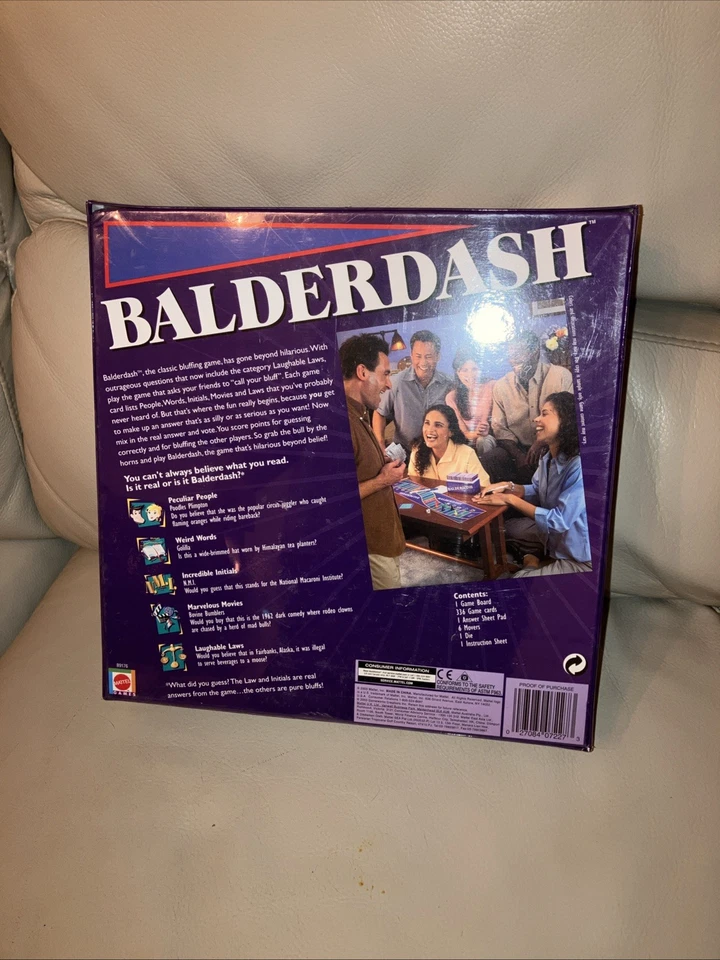 BALDERDASH™
Balderdash™, the classic bluffing game, has gone beyond hilarious. With
outrageous questions that now include the category Laughable Laws,
play the game that asks your friends to "call your bluff". Each game
card lists People, Words, Initials, Movies and Laws that you've probably
never heard of. But that's where the fun really begins, because you get
to make up an answer that's as silly or as serious as you want! Now
mix in the real answer and vote. You score points for guessing
correctly and for bluffing the other players. So grab the bull by the
horns and play Balderdash, the game that's hilarious beyond belief!
You can't always believe what you read.
Is it real or is it Balderdash?*
Peculiar People
Poodles Plimpton
Do you believe that she was the popular circus juggler who caught
flaming oranges while riding bareback?
Weird Words
Is this a wide-brimmed hat worn by Himalayan tea planters?
Incredible Initials
N.M.I.
Would you guess that this stands for the National Macaroni Institute?
Marvelous Movies
Bovine Bumblers
Would you buy that this is the 1962 dark comedy where rodeo clowns
are chased by a herd of mad bulls?
Laughable Laws
Would you believe that in Fairbanks, Alaska, it was illegal
to serve beverages to a moose?
*What did you guess? The Law and Initials are real
answers from the game...the others are pure bluffs!
Contents:
1 Game Board
336 Game cards
1 Answer Sheet Pad
6 Movers
1 Die
1 Instruction Sheet
MATTEL
GAMES
CONSUMER INFORMATION
CE
CONFORMS TO THE SAFETY
REQUIREMENTS OF ASTM F963.
PROOF OF PURCHASE
0 27084 07227 3